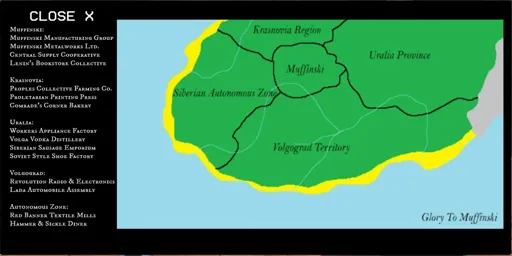 CLOSE X
Muffinski:
Muffinski Manufacturing Group
Muffinski Metalworks Ltd.
Central Supply Cooperative
Lenin's Bookstore Collective
Krasnovia:
Peoples Collective Farming Co.
Proletarian Printing Press
Comrade's Corner Bakery
Uralia:
Workers Appliance Factory
Volga Vodka Distillery
Siberian Sausage Emporium
Soviet Style Shoe Factory
Volgograd:
Revolution Radio & Electronics
Lada Automobile Assembly
Autonomous Zone:
Red Banner Textile Mills
Hammer & Sickle Diner
Krasnovia Region
Uralia Province
Muffinski
Siberian Autonomous Zone
Volgograd Territory
Glory To Muffinski